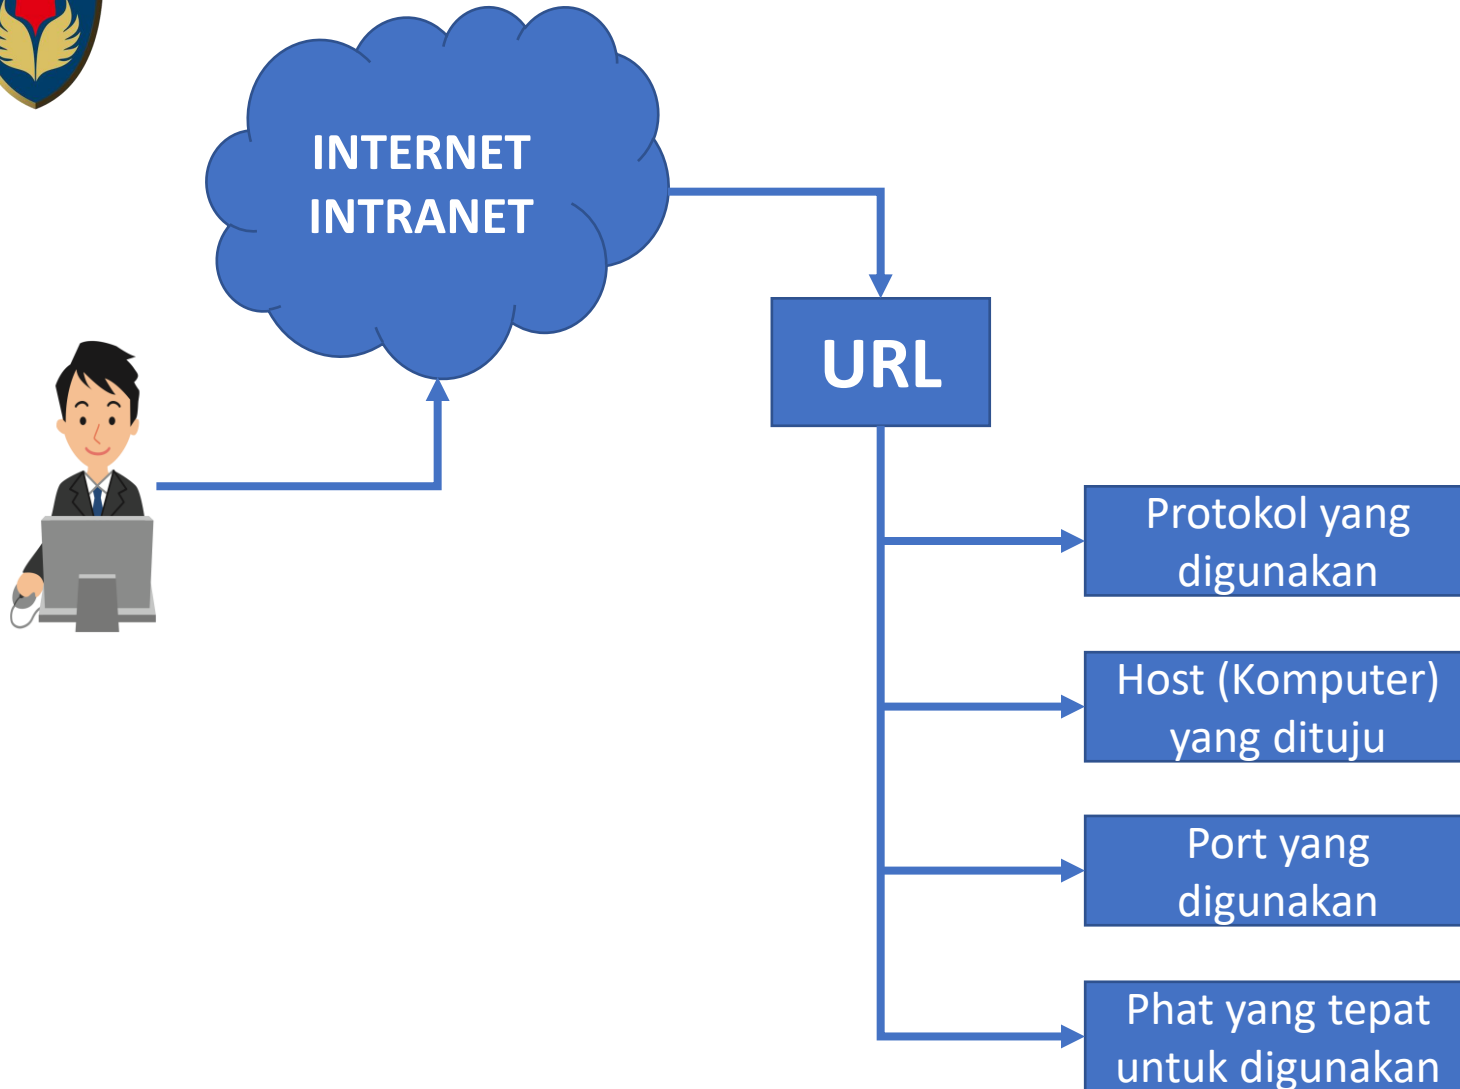 INTERNET
INTRANET
URL
Protokol yang
digunakan
Host (Komputer)
yang dituju
Port yang
digunakan
Phat yang tepat
untuk digunakan